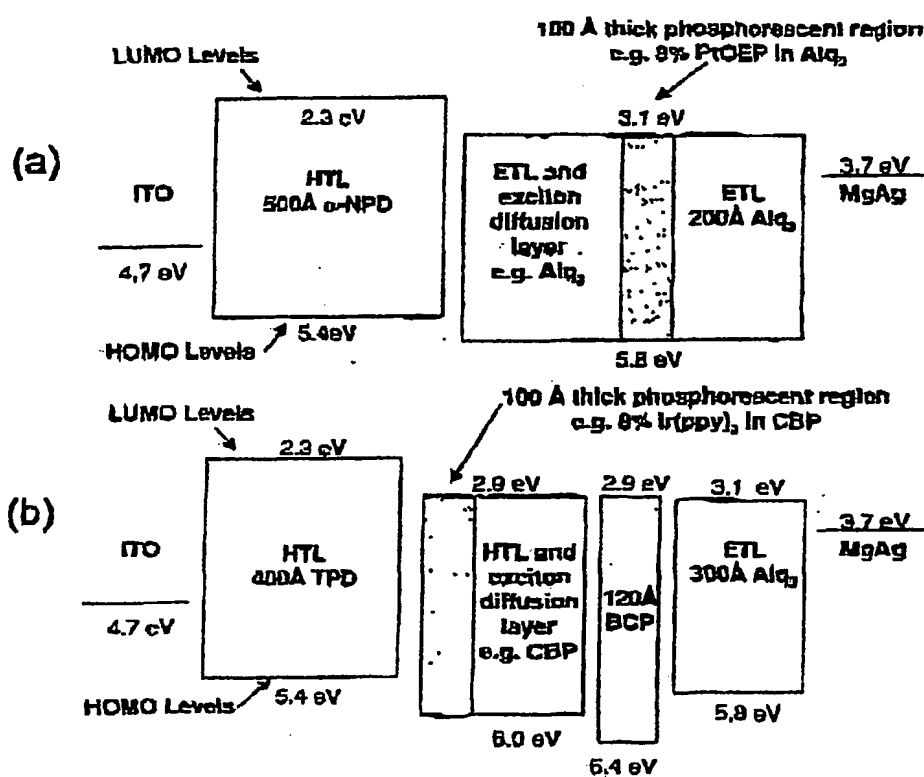 100 Å thick phosphorescent region
e.g. 8% PtOEP in Alq₃
LUMO Levels
2.3 eV
3.1 eV
(a)
ITO
HTL
500Å α-NPD
ETL and
exciton
diffusion
layer
e.g. Alq₃
ETL
200Å Alq₃
3.7 eV
MgAg
4.7 eV
5.4eV
HOMO Levels
5.8 eV
100 Å thick phosphorescent region
e.g. 8% Ir(ppy)₃ in CBP
LUMO Levels
2.3 eV
2.9 eV
2.9 eV
3.1 eV
(b)
ITO
HTL
400Å TPD
HTL and
exciton
diffusion
layer
e.g. CBP
120Å
BCP
ETL
300Å Alq₃
3.7 eV
MgAg
4.7 eV
5.4 eV
HOMO Levels
6.0 eV
5.8 eV
6.4 eV